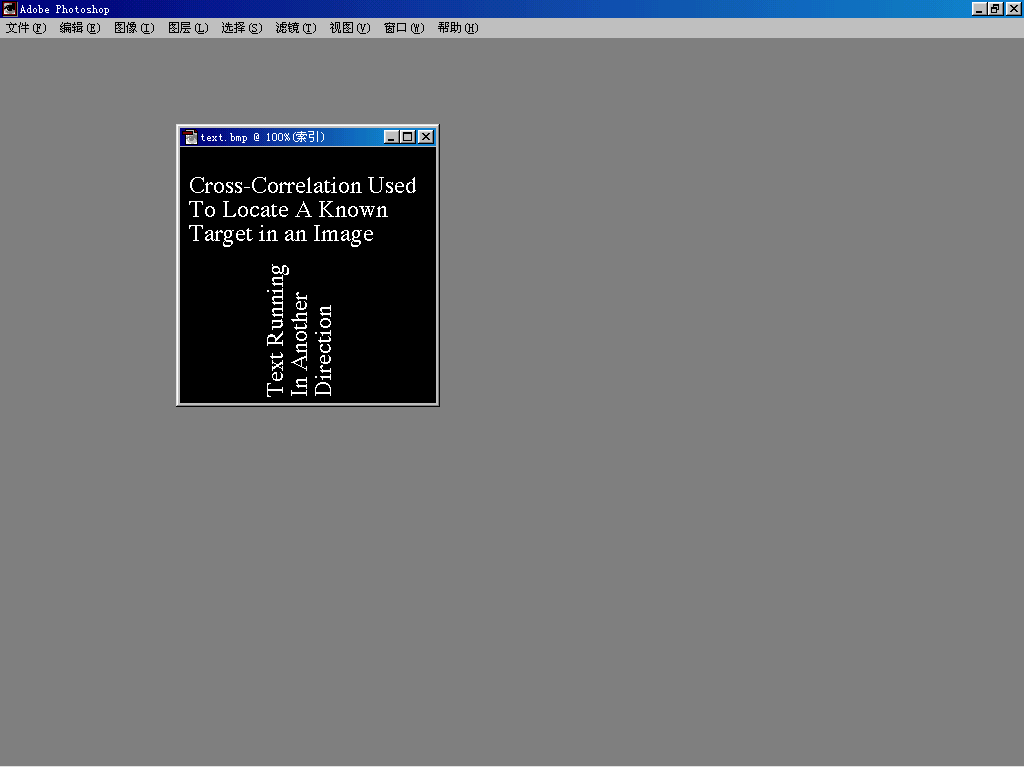 Adobe Photoshop
文件(F) 编辑(E) 图像(I) 图层(L) 选择(S) 滤镜(T) 视图(V) 窗口(W) 帮助(H)
text.bmp @ 100%(索引)
Cross-Correlation Used
To Locate A Known
Target in an Image
Text Running
In Another
Direction